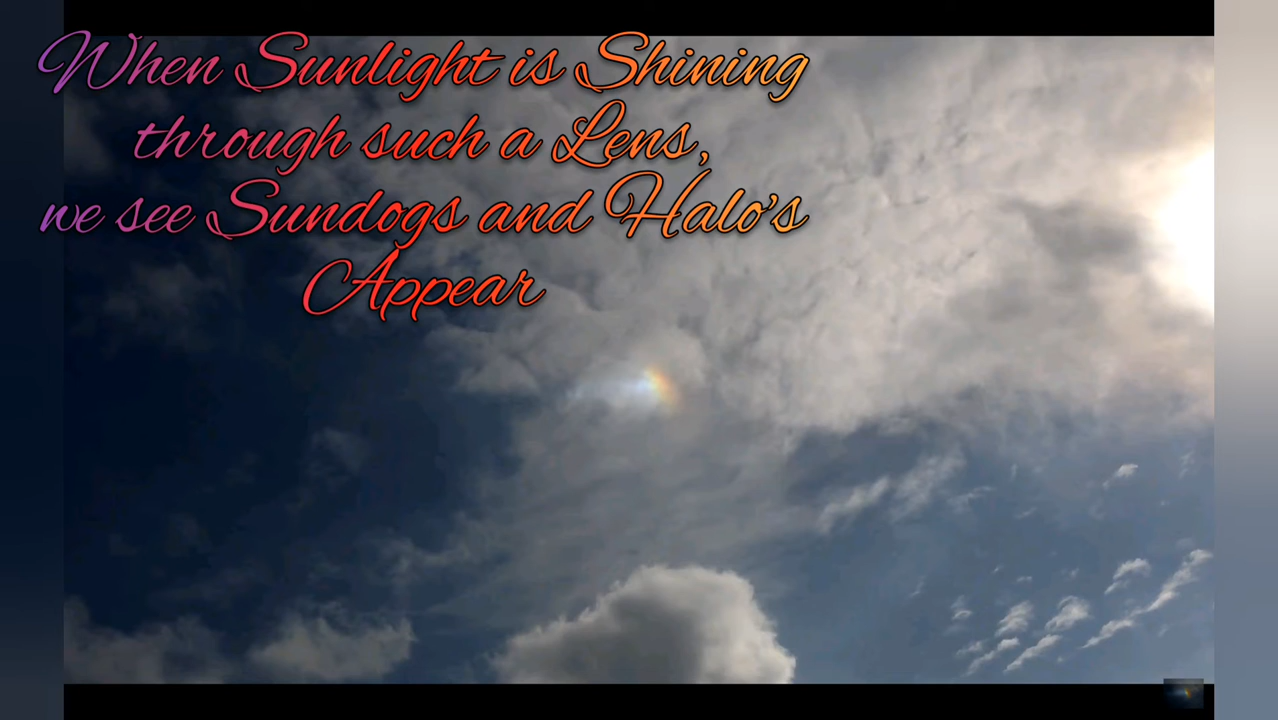 When Sunlight is Shining
through such a Lens,
we see Sundogs and Halo's
Appear